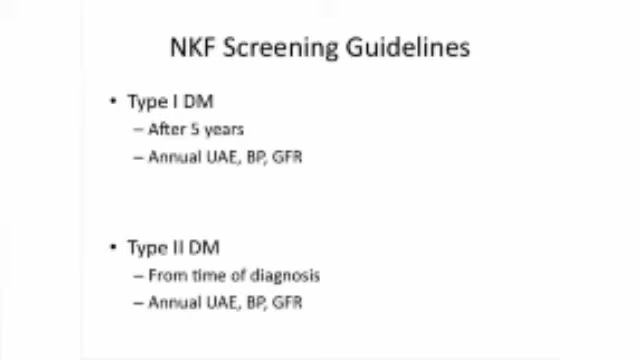 NKF Screening Guidelines
• Type I DM
– After 5 years
– Annual UAE, BP, GFR
• Type II DM
– From time of diagnosis
– Annual UAE, BP, GFR